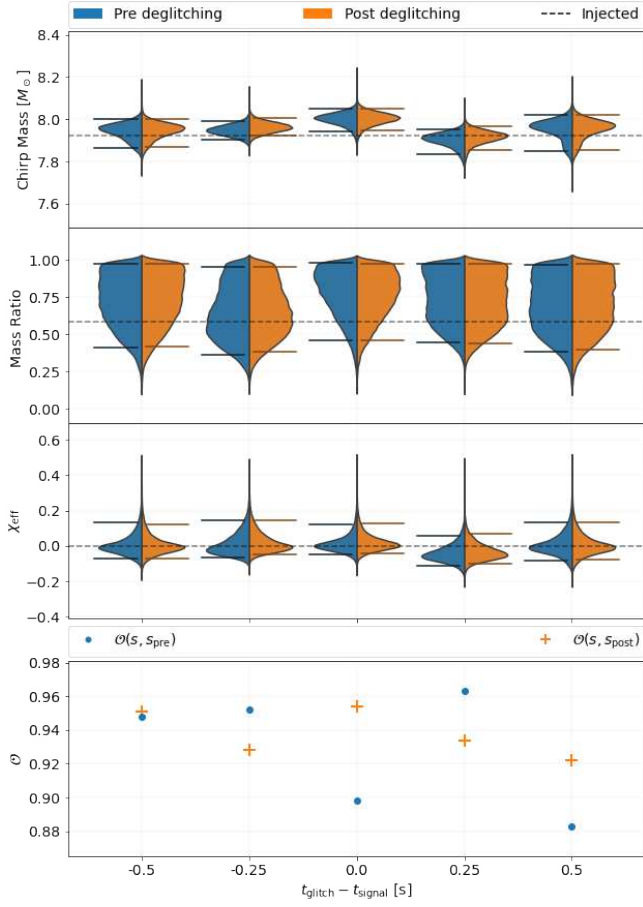 Pre deglitching Post deglitching Injected
8.4
8.2
8.0
7.8
7.6
Chirp Mass [M⊙]
1.00
0.75
0.50
0.25
0.00
Mass Ratio
0.6
0.4
0.2
0.0
−0.2
−0.4
χeff
𝒪(s, spre) 𝒪(s, spost)
0.98
0.96
0.94
0.92
0.90
0.88
𝒪
-0.5 -0.25 0.0 0.25 0.5
tglitch − tsignal [s]